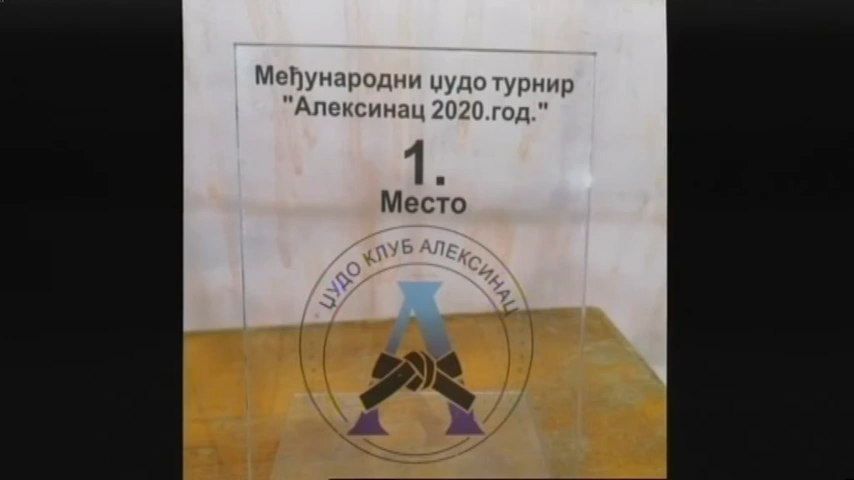 Међународни џудо турнир
"Алексинац 2020.год."
1.
Место
ЏУДО КЛУБ АЛЕКСИНАЦ